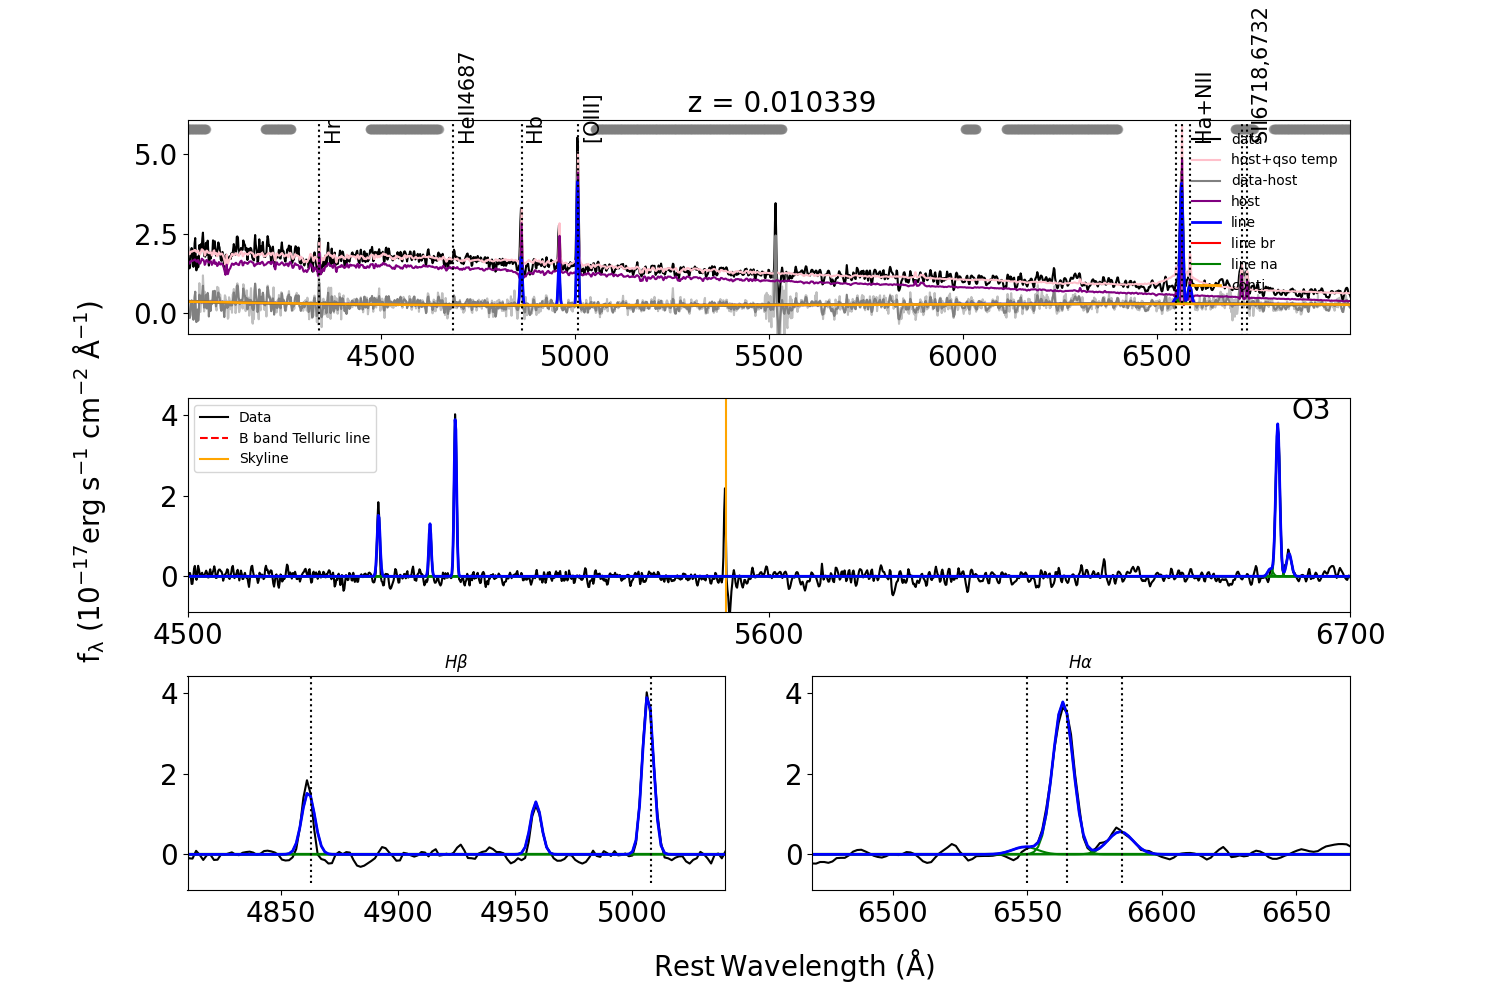 z = 0.010339
Hr
HeII4687
Hb
[OIII]
Ha+NII
SII6718,6732
data
host+qso temp
data-host
host
line
line br
line na
conti
5.0
2.5
0.0
4500
5000
5500
6000
6500
fλ (10−17erg s−1 cm−2 Å−1)
Data
B band Telluric line
Skyline
O3
4
2
0
4500
5600
6700
Hβ
4
2
0
4850
4900
4950
5000
Hα
4
2
0
6500
6550
6600
6650
Rest Wavelength (Å)